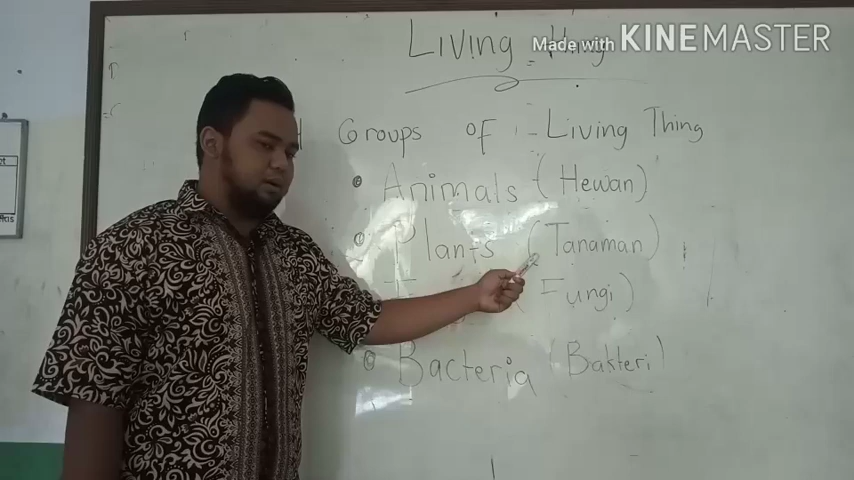 Living Thing
Made with KINEMASTER
Groups of Living Thing
Animals (Hewan)
Plants (Tanaman)
(Fungi)
Bacteria (Bakteri)